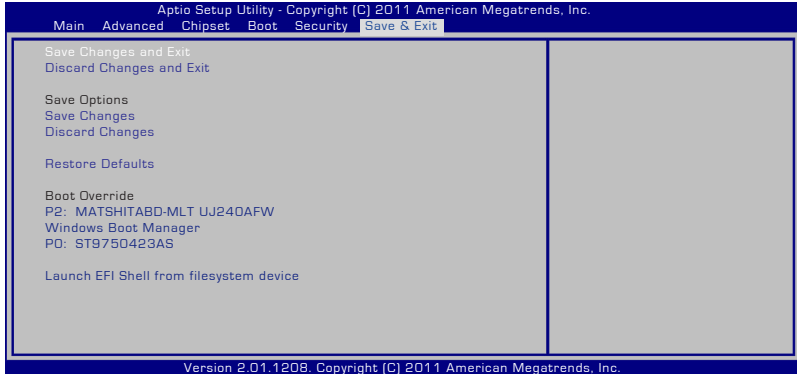 Aptio Setup Utility - Copyright (C) 2011 American Megatrends, Inc.
Main Advanced Chipset Boot Security Save & Exit
Save Changes and Exit
Discard Changes and Exit
Save Options
Save Changes
Discard Changes
Restore Defaults
Boot Override
P2: MATSHITABD-MLT UJ240AFW
Windows Boot Manager
P0: ST9750423AS
Launch EFI Shell from filesystem device
Version 2.01.1208. Copyright (C) 2011 American Megatrends, Inc.